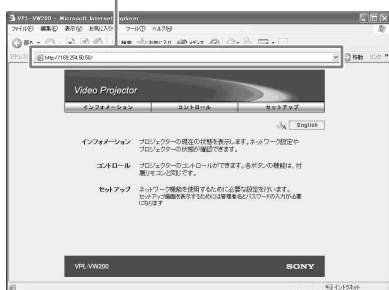 VPL-VW200 - Microsoft Internet Explorer
ファイル(F) 編集(E) 表示(V) お気に入り ツール(T) ヘルプ(H)
http://169.254.50.50/
移動
Video Projector
インフォメーション コントロール セットアップ
English
インフォメーション プロジェクターの現在の状態を表示します。ネットワーク設定や
プロジェクターの状態が確認できます。
コントロール プロジェクターのコントロールができます。各ボタンの機能は、付
属リモコンと同じです。
セットアップ ネットワーク機能を使用するために必要な設定を行います。
セットアップ画面を表示するためには管理者名とパスワードの入力が必要
になります
VPL-VW200 SONY
イントラネット